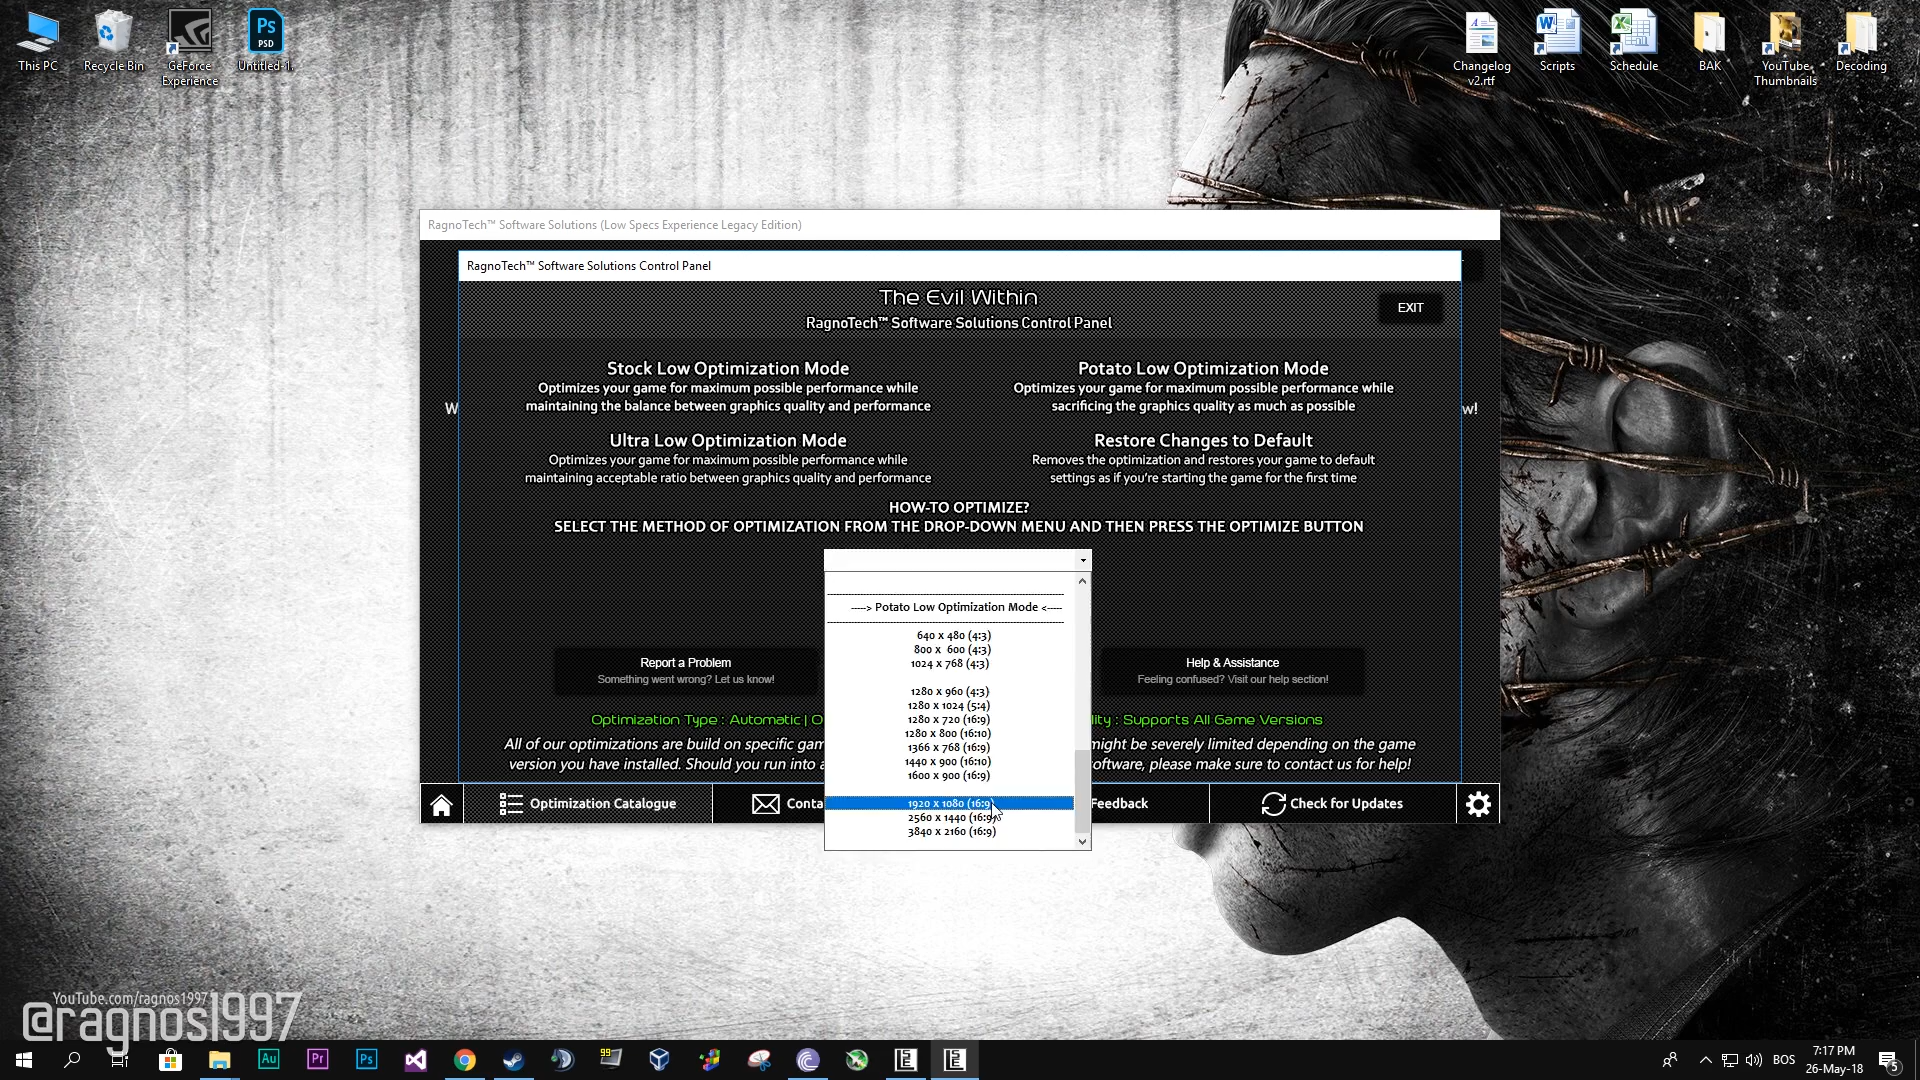 This PC
Recycle Bin
GeForce
Experience
Ps
PSD
Untitled-1.
Changelog
v2.rtf
Scripts
Schedule
BAK
YouTube
Thumbnails
Decoding
RagnoTech™ Software Solutions (Low Specs Experience Legacy Edition)
RagnoTech™ Software Solutions Control Panel
The Evil Within
RagnoTech™ Software Solutions Control Panel
EXIT
Stock Low Optimization Mode
Optimizes your game for maximum possible performance while
maintaining the balance between graphics quality and performance
Potato Low Optimization Mode
Optimizes your game for maximum possible performance while
sacrificing the graphics quality as much as possible
W
w!
Ultra Low Optimization Mode
Optimizes your game for maximum possible performance while
maintaining acceptable ratio between graphics quality and performance
Restore Changes to Default
Removes the optimization and restores your game to default
settings as if you're starting the game for the first time
HOW-TO OPTIMIZE?
SELECT THE METHOD OF OPTIMIZATION FROM THE DROP-DOWN MENU AND THEN PRESS THE OPTIMIZE BUTTON
-----> Potato Low Optimization Mode <-----
640 x 480 (4:3)
800 x 600 (4:3)
1024 x 768 (4:3)
1280 x 960 (4:3)
1280 x 1024 (5:4)
1280 x 720 (16:9)
1280 x 800 (16:10)
1366 x 768 (16:9)
1440 x 900 (16:10)
1600 x 900 (16:9)
1920 x 1080 (16:9)
2560 x 1440 (16:9)
3840 x 2160 (16:9)
Report a Problem
Something went wrong? Let us know!
Help & Assistance
Feeling confused? Visit our help section!
Optimization Type : Automatic | O
lity : Supports All Game Versions
All of our optimizations are build on specific gam
might be severely limited depending on the game
version you have installed. Should you run into a
software, please make sure to contact us for help!
Optimization Catalogue
Conta
Feedback
Check for Updates
YouTube.com/ragnos1997
@ragnos1997
Au
Pr
Ps
99
BOS
7:17 PM
26-May-18
5